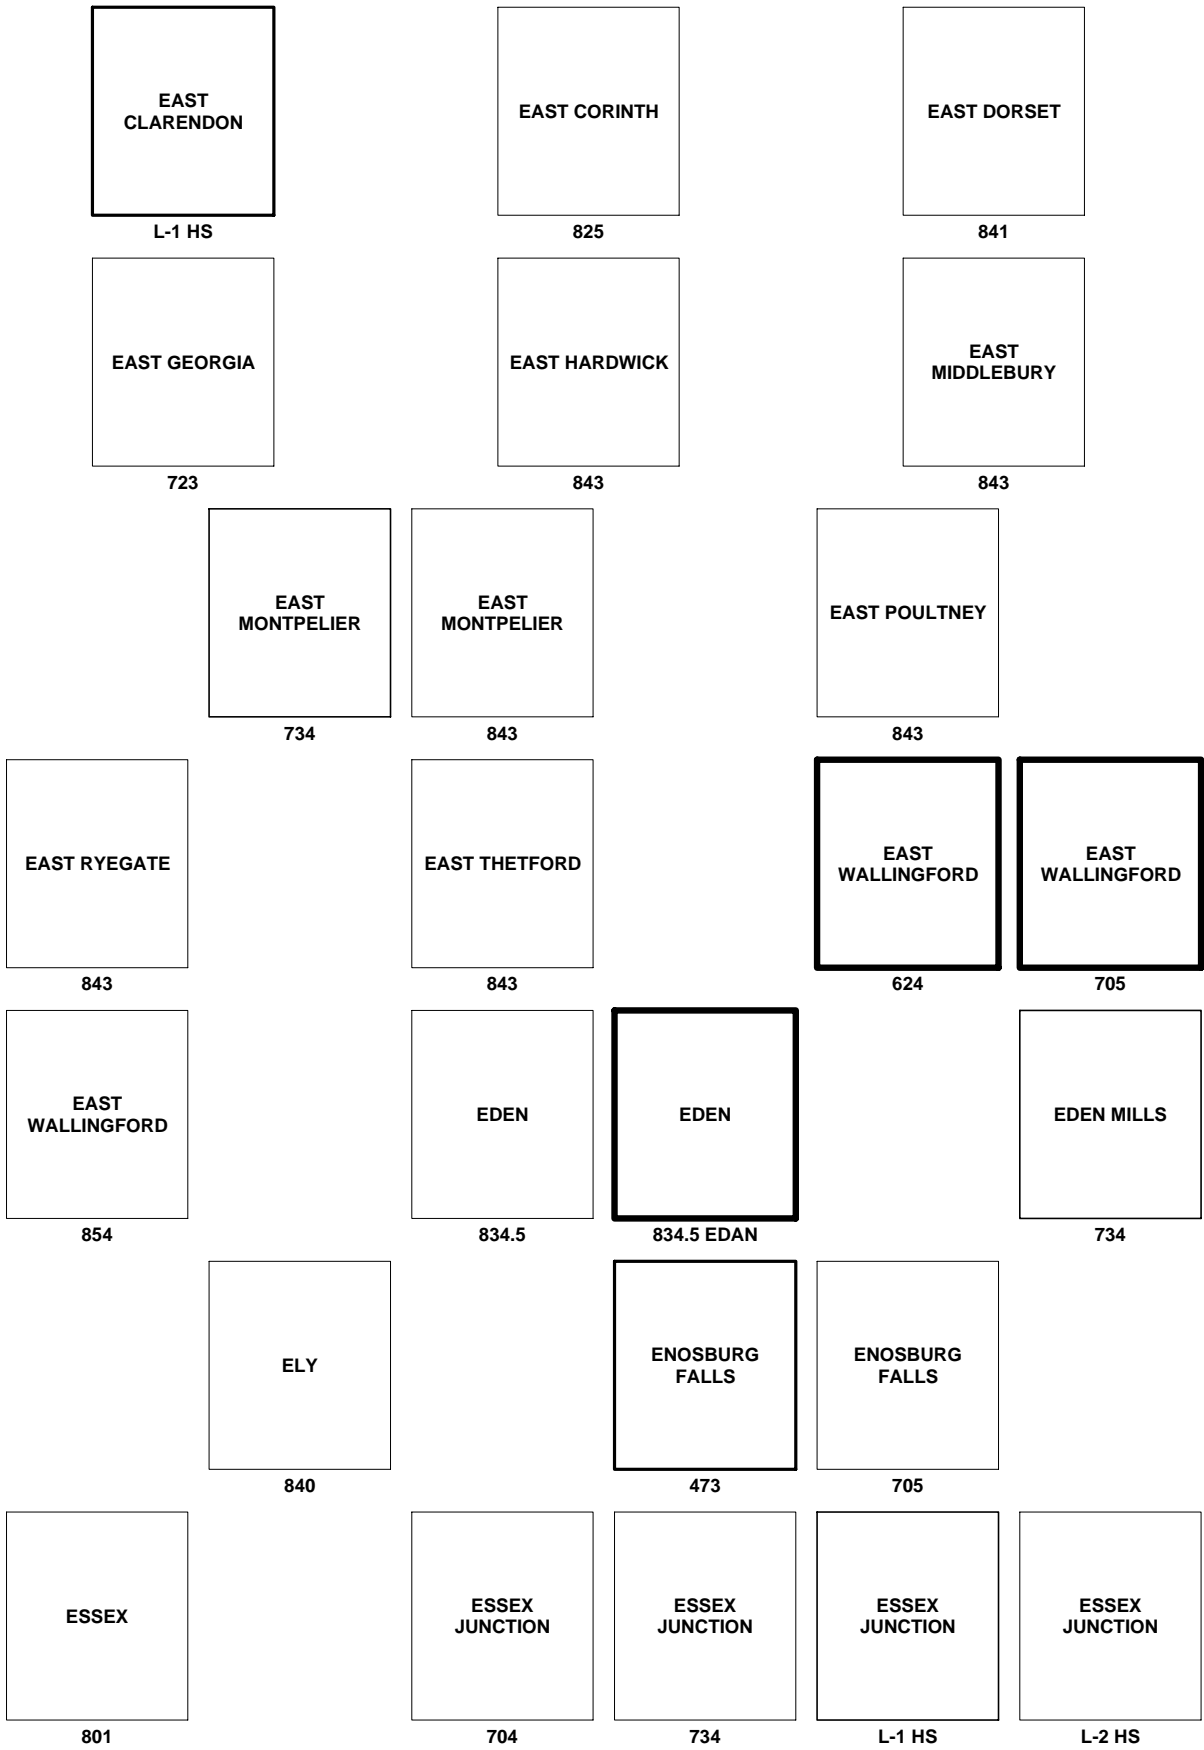 EAST
CLARENDON
L-1 HS
EAST CORINTH
825
EAST DORSET
841
EAST GEORGIA
723
EAST HARDWICK
843
EAST
MIDDLEBURY
843
EAST
MONTPELIER
734
EAST
MONTPELIER
843
EAST POULTNEY
843
EAST RYEGATE
843
EAST THETFORD
843
EAST
WALLINGFORD
624
EAST
WALLINGFORD
705
EAST
WALLINGFORD
854
EDEN
834.5
EDEN
834.5 EDAN
EDEN MILLS
734
ELY
840
ENOSBURG
FALLS
473
ENOSBURG
FALLS
705
ESSEX
801
ESSEX
JUNCTION
704
ESSEX
JUNCTION
734
ESSEX
JUNCTION
L-1 HS
ESSEX
JUNCTION
L-2 HS